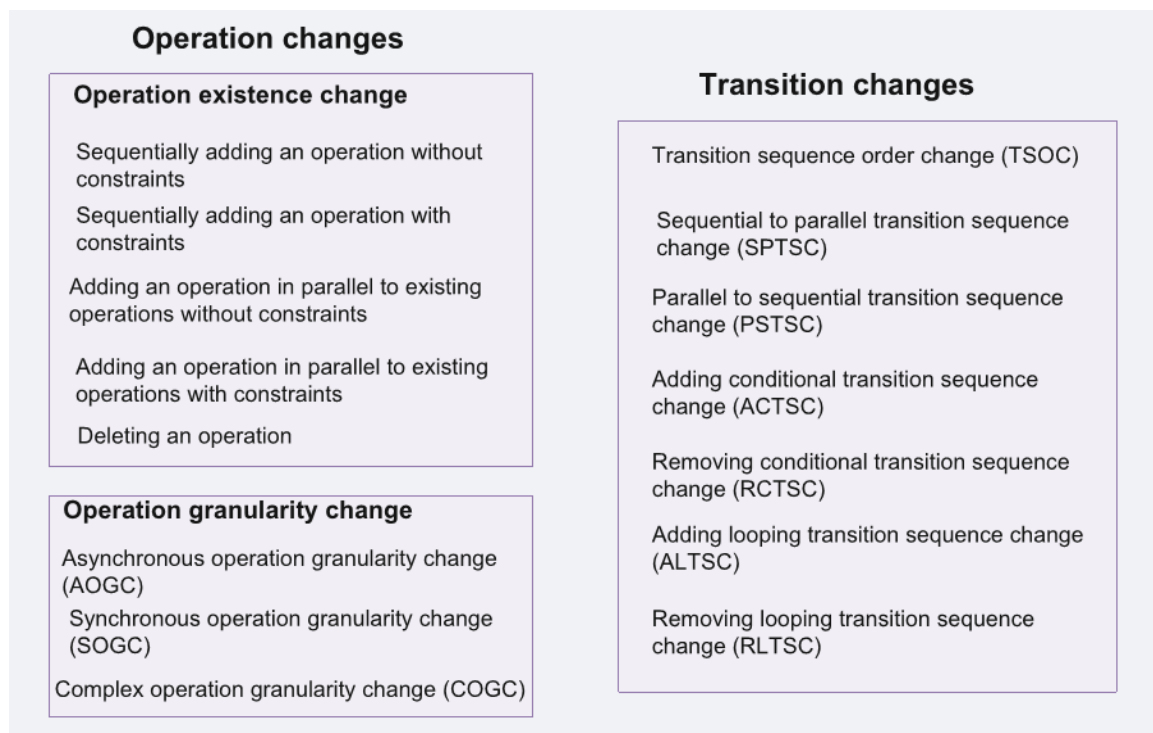 Operation changes
Operation existence change
Sequentially adding an operation without
constraints
Sequentially adding an operation with
constraints
Adding an operation in parallel to existing
operations without constraints
Adding an operation in parallel to existing
operations with constraints
Deleting an operation
Operation granularity change
Asynchronous operation granularity change
(AOGC)
Synchronous operation granularity change
(SOGC)
Complex operation granularity change (COGC)
Transition changes
Transition sequence order change (TSOC)
Sequential to parallel transition sequence
change (SPTSC)
Parallel to sequential transition sequence
change (PSTSC)
Adding conditional transition sequence
change (ACTSC)
Removing conditional transition sequence
change (RCTSC)
Adding looping transition sequence change
(ALTSC)
Removing looping transition sequence
change (RLTSC)